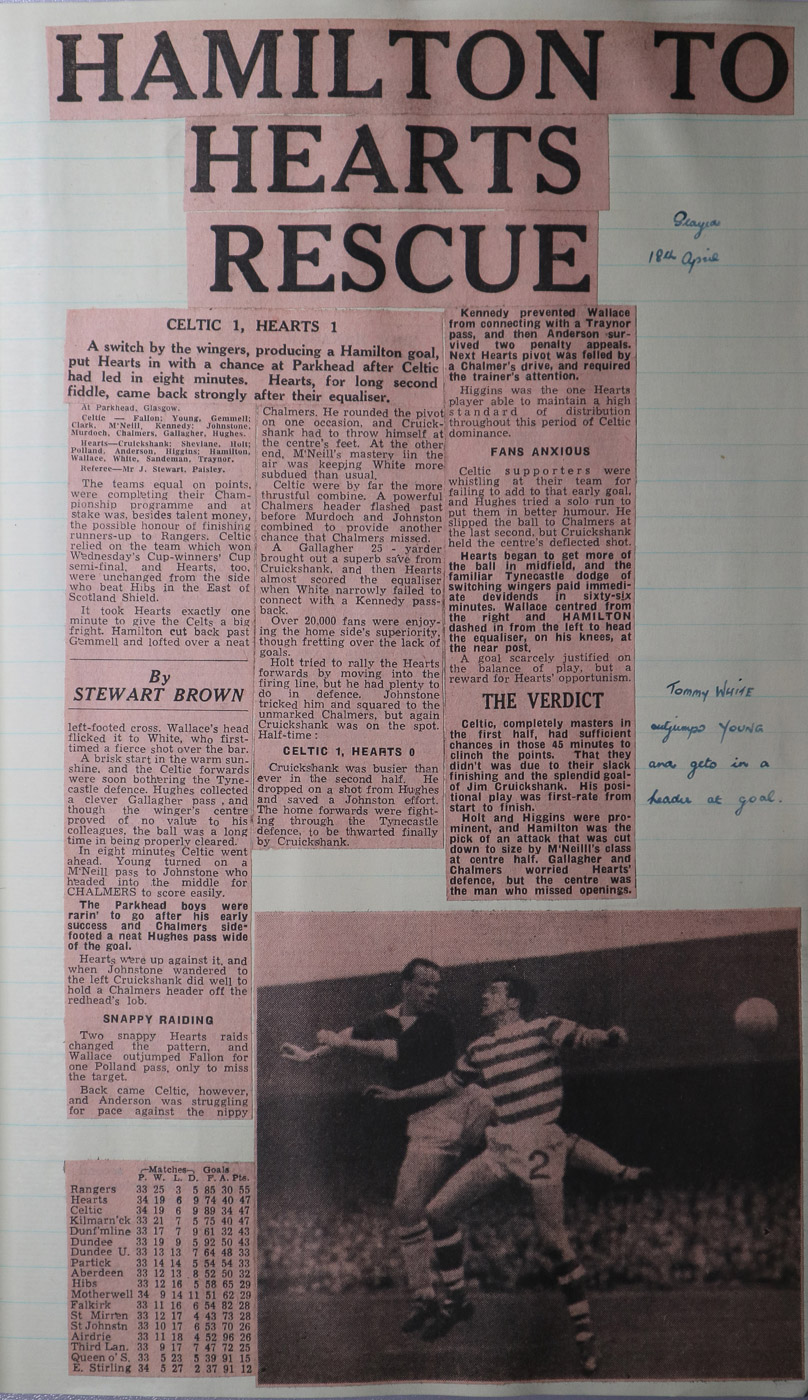 HAMILTON TO
HEARTS
RESCUE
Played
18th April
CELTIC 1, HEARTS 1
A switch by the wingers, producing a Hamilton goal,
put Hearts in with a chance at Parkhead after Celtic
had led in eight minutes. Hearts, for long second
fiddle, came back strongly after their equaliser.
At Parkhead, Glasgow.
Celtic — Fallon; Young, Gemmell;
Clark, M'Neill, Kennedy; Johnstone,
Murdoch, Chalmers, Gallagher, Hughes.
Hearts—Cruickshank; Shevlane, Holt;
Polland, Anderson, Higgins; Hamilton,
Wallace, White, Sandeman, Traynor.
Referee—Mr J. Stewart, Paisley.
The teams equal on points,
were completing their Cham-
pionship programme and at
stake was, besides talent money,
the possible honour of finishing
runners-up to Rangers. Celtic
relied on the team which won
Wednesday's Cup-winners' Cup
semi-final, and Hearts, too,
were unchanged from the side
who beat Hibs in the East of
Scotland Shield.
It took Hearts exactly one
minute to give the Celts a big
fright. Hamilton cut back past
Gemmell and lofted over a neat
By
STEWART BROWN
left-footed cross. Wallace's head
flicked it to White, who first-
timed a fierce shot over the bar.
A brisk start in the warm sun-
shine, and the Celtic forwards
were soon bothering the Tyne-
castle defence. Hughes collected
a clever Gallagher pass , and
though the winger's centre
proved of no value to his
colleagues, the ball was a long
time in being properly cleared.
In eight minutes Celtic went
ahead. Young turned on a
M'Neill pass to Johnstone who
headed into the middle for
CHALMERS to score easily.
The Parkhead boys were
rarin' to go after his early
success and Chalmers side-
footed a neat Hughes pass wide
of the goal.
Hearts were up against it, and
when Johnstone wandered to
the left Cruickshank did well to
hold a Chalmers header off the
redhead's lob.
SNAPPY RAIDING
Two snappy Hearts raids
changed the pattern, and
Wallace outjumped Fallon for
one Polland pass, only to miss
the target.
Back came Celtic, however,
and Anderson was struggling
for pace against the nippy
Chalmers. He rounded the pivot
on one occasion, and Cruick-
shank had to throw himself at
the centre's feet. At the other
end, M'Neill's mastery iin the
air was keeping White more
subdued than usual.
Celtic were by far the more
thrustful combine. A powerful
Chalmers header flashed past
before Murdoch and Johnston
combined to provide another
chance that Chalmers missed.
A Gallagher 25 - yarder
brought out a superb save from
Cruickshank, and then Hearts
almost scored the equaliser
when White narrowly failed to
connect with a Kennedy pass-
back.
Over 20,000 fans were enjoy-
ing the home side's superiority,
though fretting over the lack of
goals.
Holt tried to rally the Hearts
forwards by moving into the
firing line, but he had plenty to
do in defence. Johnstone
tricked him and squared to the
unmarked Chalmers, but again
Cruickshank was on the spot.
Half-time :
CELTIC 1, HEARTS 0
Cruickshank was busier than
ever in the second half. He
dropped on a shot from Hughes
and saved a Johnston effort.
The home forwards were fight-
ing through the Tynecastle
defence, to be thwarted finally
by Cruickshank.
Kennedy prevented Wallace
from connecting with a Traynor
pass, and then Anderson sur-
vived two penalty appeals.
Next Hearts pivot was felled by
a Chalmer's drive, and required
the trainer's attention.
Higgins was the one Hearts
player able to maintain a high
standard of distribution
throughout this period of Celtic
dominance.
FANS ANXIOUS
Celtic supporters were
whistling at their team for
failing to add to that early goal,
and Hughes tried a solo run to
put them in better humour. He
slipped the ball to Chalmers at
the last second, but Cruickshank
held the centre's deflected shot.
Hearts began to get more of
the ball in midfield, and the
familiar Tynecastle dodge of
switching wingers paid immedi-
ate devidends in sixty-six
minutes. Wallace centred from
the right and HAMILTON
dashed in from the left to head
the equaliser, on his knees, at
the near post.
A goal scarcely justified on
the balance of play, but a
reward for Hearts' opportunism.
THE VERDICT
Celtic, completely masters in
the first half, had sufficient
chances in those 45 minutes to
clinch the points. That they
didn't was due to their slack
finishing and the splendid goal-
of Jim Cruickshank. His posi-
tional play was first-rate from
start to finish.
Holt and Higgins were pro-
minent, and Hamilton was the
pick of an attack that was cut
down to size by M'Neilll's class
at centre half. Gallagher and
Chalmers worried Hearts'
defence, but the centre was
the man who missed openings.
Tommy WHITE
outjumps YOUNG
and gets in a
header at goal.
2
Matches Goals
P. W. L. D. F. A. Pts.
Rangers 33 25 3 5 85 30 55
Hearts 34 19 6 9 74 40 47
Celtic 34 19 6 9 89 34 47
Kilmarn'ck 33 21 7 5 75 40 47
Dunf'mline 33 17 7 9 61 32 43
Dundee 33 19 9 5 92 50 43
Dundee U. 33 13 13 7 64 48 33
Partick 33 14 14 5 54 54 33
Aberdeen 33 12 13 8 52 50 32
Hibs 33 12 16 5 58 65 29
Motherwell 34 9 14 11 51 62 29
Falkirk 33 11 16 6 54 82 28
St Mirren 33 12 17 4 43 73 28
St Johnstn 33 10 17 6 53 70 26
Airdrie 33 11 18 4 52 96 26
Third Lan. 33 9 17 7 47 72 25
Queen o' S. 33 5 23 5 39 91 15
E. Stirling 34 5 27 2 37 91 12